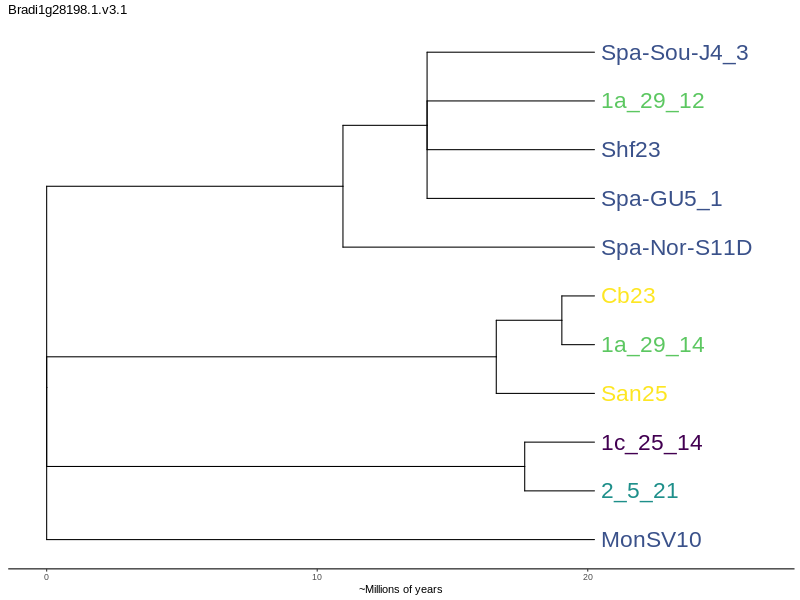 Bradi1g28198.1.v3.1
Spa-Sou-J4_3
1a_29_12
Shf23
Spa-GU5_1
Spa-Nor-S11D
Cb23
1a_29_14
San25
1c_25_14
2_5_21
MonSV10
0 10 20
~Millions of years